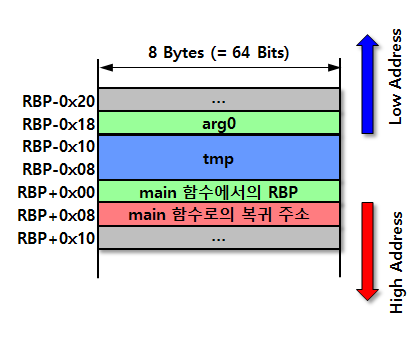 8 Bytes (= 64 Bits)
Low Address
RBP-0x20 ...
RBP-0x18 arg0
RBP-0x10
tmp
RBP-0x08
RBP+0x00 main 함수에서의 RBP
RBP+0x08 main 함수로의 복귀 주소
RBP+0x10 ...
High Address